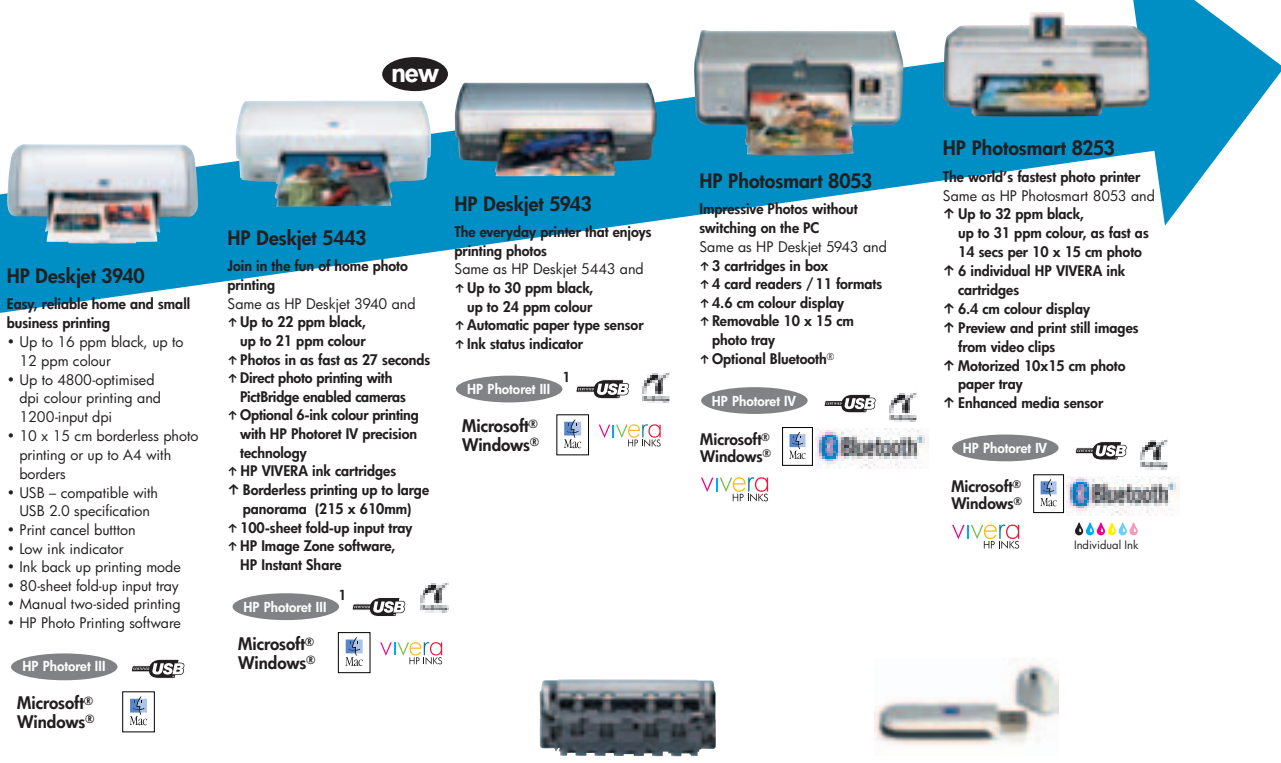 new
HP Deskjet 3940
Easy, reliable home and small
business printing
• Up to 16 ppm black, up to
12 ppm colour
• Up to 4800-optimised
dpi colour printing and
1200-input dpi
• 10 x 15 cm borderless photo
printing or up to A4 with
borders
• USB – compatible with
USB 2.0 specification
• Print cancel buttton
• Low ink indicator
• Ink back up printing mode
• 80-sheet fold-up input tray
• Manual two-sided printing
• HP Photo Printing software
HP Photoret III
USB
Microsoft®
Windows®
Mac
HP Deskjet 5443
Join in the fun of home photo
printing
Same as HP Deskjet 3940 and
↑ Up to 22 ppm black,
up to 21 ppm colour
↑ Photos in as fast as 27 seconds
↑ Direct photo printing with
PictBridge enabled cameras
↑ Optional 6-ink colour printing
with HP Photoret IV precision
technology
↑ HP VIVERA ink cartridges
↑ Borderless printing up to large
panorama (215 x 610mm)
↑ 100-sheet fold-up input tray
↑ HP Image Zone software,
HP Instant Share
HP Photoret III 1
USB
Microsoft®
Windows®
Mac
vivera
HP INKS
HP Deskjet 5943
The everyday printer that enjoys
printing photos
Same as HP Deskjet 5443 and
↑ Up to 30 ppm black,
up to 24 ppm colour
↑ Automatic paper type sensor
↑ Ink status indicator
HP Photoret III 1
USB
Microsoft®
Windows®
Mac
vivera
HP INKS
HP Photosmart 8053
Impressive Photos without
switching on the PC
Same as HP Deskjet 5943 and
↑ 3 cartridges in box
↑ 4 card readers / 11 formats
↑ 4.6 cm colour display
↑ Removable 10 x 15 cm
photo tray
↑ Optional Bluetooth®
HP Photoret IV
USB
Microsoft®
Windows®
Mac
Bluetooth®
vivera
HP INKS
HP Photosmart 8253
The world's fastest photo printer
Same as HP Photosmart 8053 and
↑ Up to 32 ppm black,
up to 31 ppm colour, as fast as
14 secs per 10 x 15 cm photo
↑ 6 individual HP VIVERA ink
cartridges
↑ 6.4 cm colour display
↑ Preview and print still images
from video clips
↑ Motorized 10x15 cm photo
paper tray
↑ Enhanced media sensor
HP Photoret IV
USB
Microsoft®
Windows®
Mac
Bluetooth®
vivera
HP INKS
Individual Ink